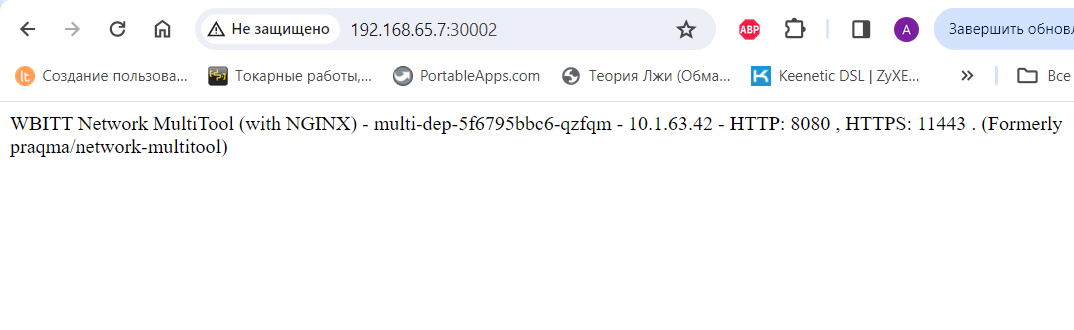 Не защищено 192.168.65.7:30002 ABP A Завершить обновл
lt Создание пользова... Токарные работы,... PortableApps.com Теория Лжи (Обма... Keenetic DSL | ZyXE... » Все
WBITT Network MultiTool (with NGINX) - multi-dep-5f6795bbc6-qzfqm - 10.1.63.42 - HTTP: 8080 , HTTPS: 11443 . (Formerly
praqma/network-multitool)